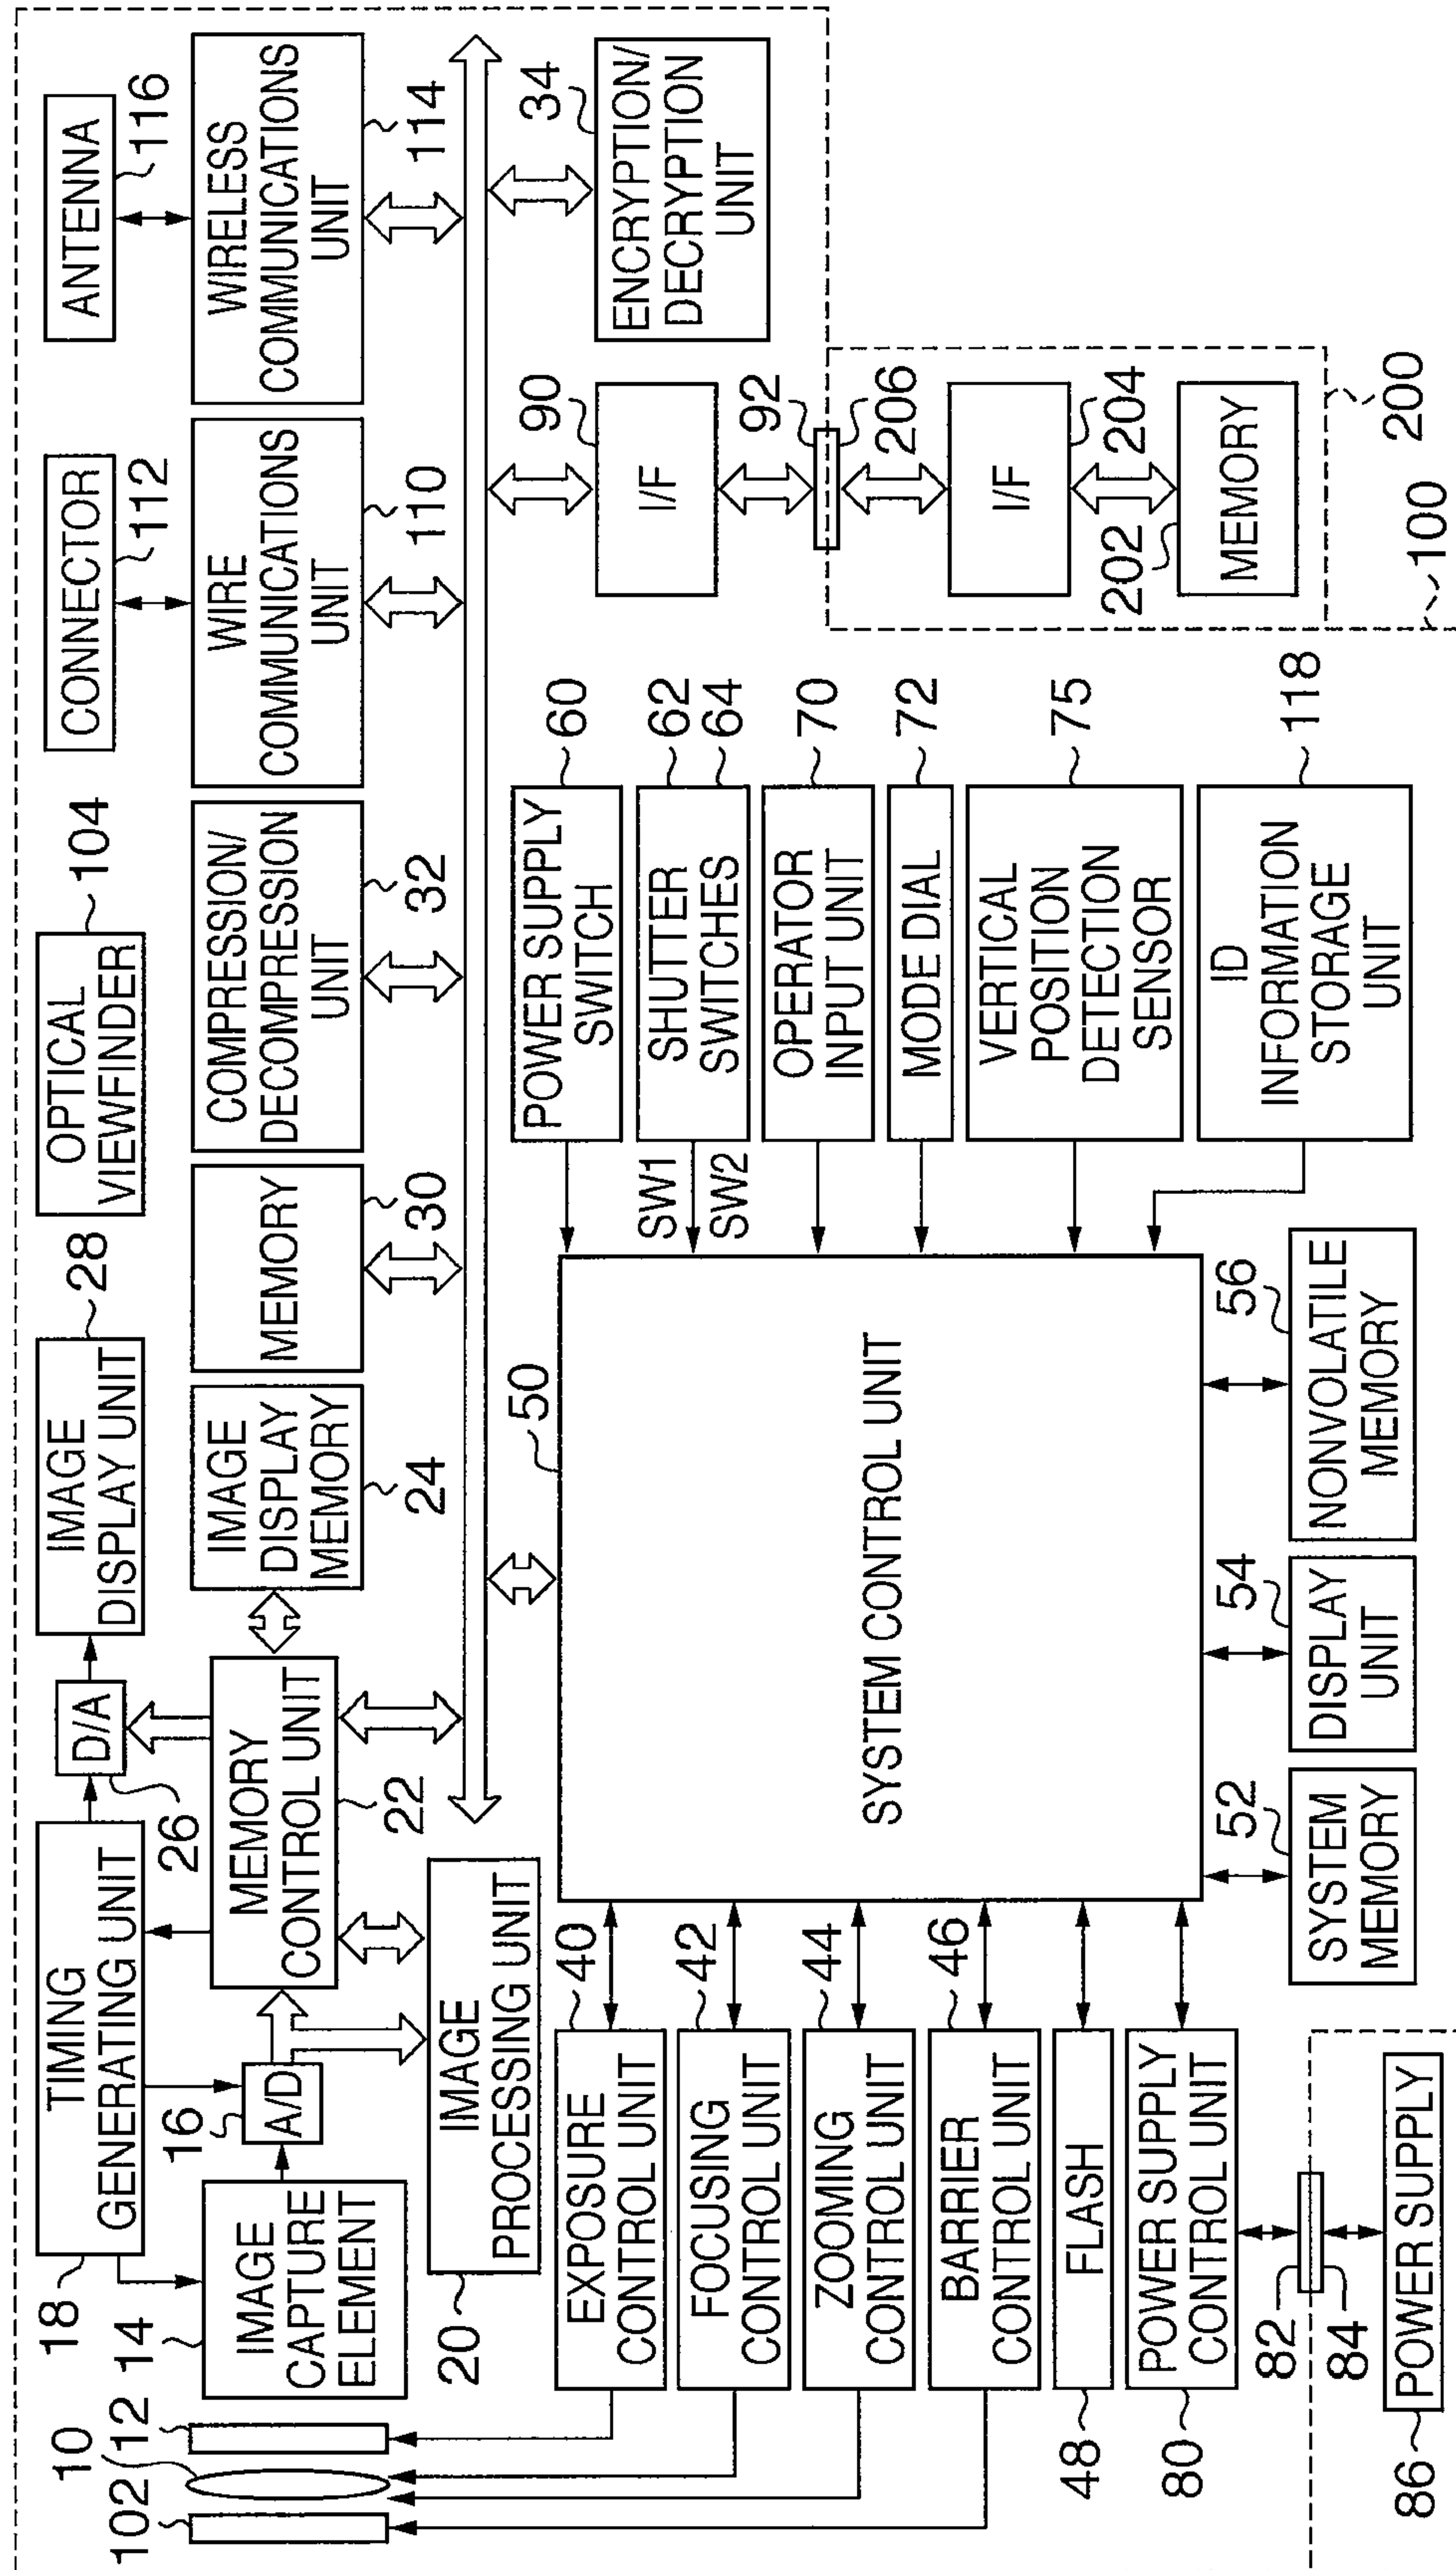 18
TIMING
GENERATING UNIT
26
D/A
IMAGE
DISPLAY UNIT
28
OPTICAL
VIEWFINDER
104
CONNECTOR
112
ANTENNA
116
102
10
12
14
IMAGE
CAPTURE
ELEMENT
16
A/D
MEMORY
CONTROL UNIT
22
IMAGE
DISPLAY
MEMORY
24
MEMORY
30
COMPRESSION/
DECOMPRESSION
UNIT
32
WIRE
COMMUNICATIONS
UNIT
110
WIRELESS
COMMUNICATIONS
UNIT
114
20
IMAGE
PROCESSING UNIT
EXPOSURE
CONTROL UNIT
40
FOCUSING
CONTROL UNIT
42
ZOOMING
CONTROL UNIT
44
BARRIER
CONTROL UNIT
46
FLASH
48
POWER SUPPLY
CONTROL UNIT
80
82
84
POWER SUPPLY
86
50
SYSTEM CONTROL UNIT
SYSTEM
MEMORY
52
DISPLAY
UNIT
54
NONVOLATILE
MEMORY
56
POWER SUPPLY
SWITCH
60
SW1
SW2
SHUTTER
SWITCHES
62
64
OPERATOR
INPUT UNIT
70
MODE DIAL
72
VERTICAL
POSITION
DETECTION
SENSOR
75
ID
INFORMATION
STORAGE
UNIT
118
I/F
90
92
206
I/F
204
202
MEMORY
200
100
ENCRYPTION/
DECRYPTION
UNIT
34